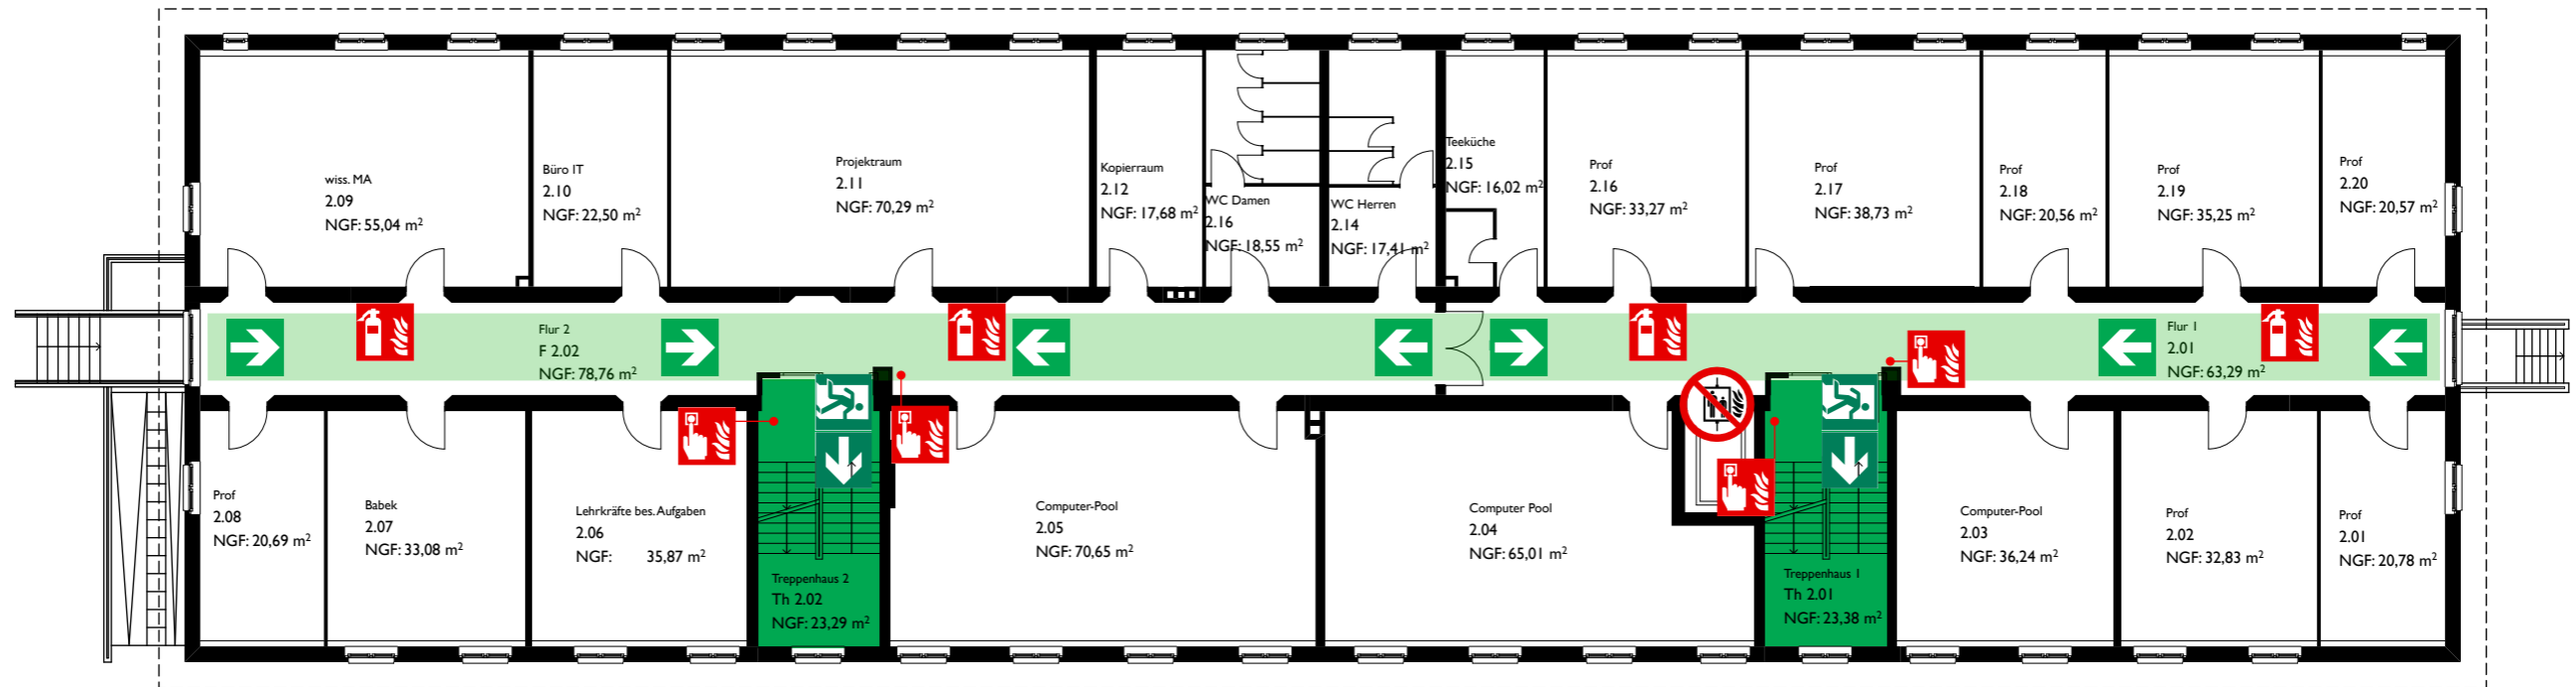 wiss. MA
2.09
NGF: 55,04 m²
Büro IT
2.10
NGF: 22,50 m²
Projektraum
2.11
NGF: 70,29 m²
Kopierraum
2.12
NGF: 17,68 m²
WC Damen
2.16
NGF: 18,55 m²
WC Herren
2.14
NGF: 17,41 m²
Teeküche
2.15
NGF: 16,02 m²
Prof
2.16
NGF: 33,27 m²
Prof
2.17
NGF: 38,73 m²
Prof
2.18
NGF: 20,56 m²
Prof
2.19
NGF: 35,25 m²
Prof
2.20
NGF: 20,57 m²
Flur 2
F 2.02
NGF: 78,76 m²
Flur 1
2.01
NGF: 63,29 m²
Prof
2.08
NGF: 20,69 m²
Babek
2.07
NGF: 33,08 m²
Lehrkräfte bes. Aufgaben
2.06
NGF: 35,87 m²
Treppenhaus 2
Th 2.02
NGF: 23,29 m²
Computer-Pool
2.05
NGF: 70,65 m²
Computer Pool
2.04
NGF: 65,01 m²
Treppenhaus 1
Th 2.01
NGF: 23,38 m²
Computer-Pool
2.03
NGF: 36,24 m²
Prof
2.02
NGF: 32,83 m²
Prof
2.01
NGF: 20,78 m²